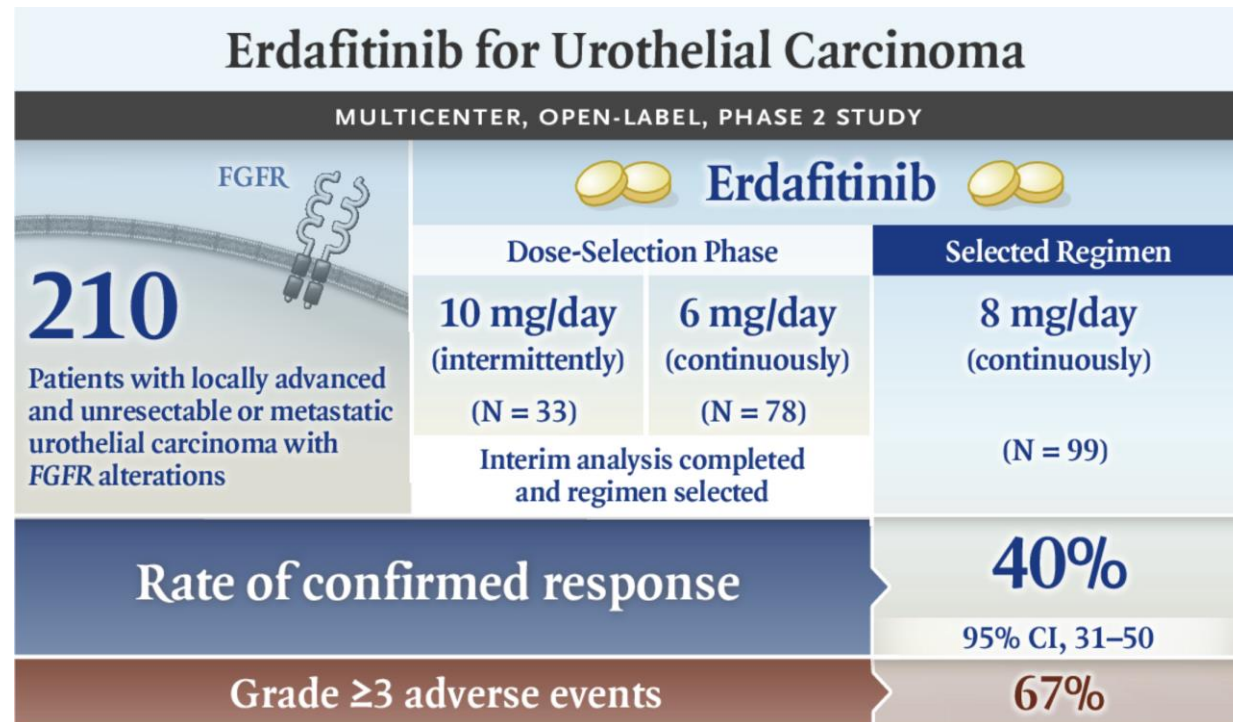 Erdafitinib for Urothelial Carcinoma
MULTICENTER, OPEN-LABEL, PHASE 2 STUDY
FGFR
210
Patients with locally advanced
and unresectable or metastatic
urothelial carcinoma with
FGFR alterations
Erdafitinib
Dose-Selection Phase
10 mg/day
(intermittently)
(N = 33)
6 mg/day
(continuously)
(N = 78)
Interim analysis completed
and regimen selected
Selected Regimen
8 mg/day
(continuously)
(N = 99)
Rate of confirmed response
40%
95% CI, 31–50
Grade ≥3 adverse events
67%